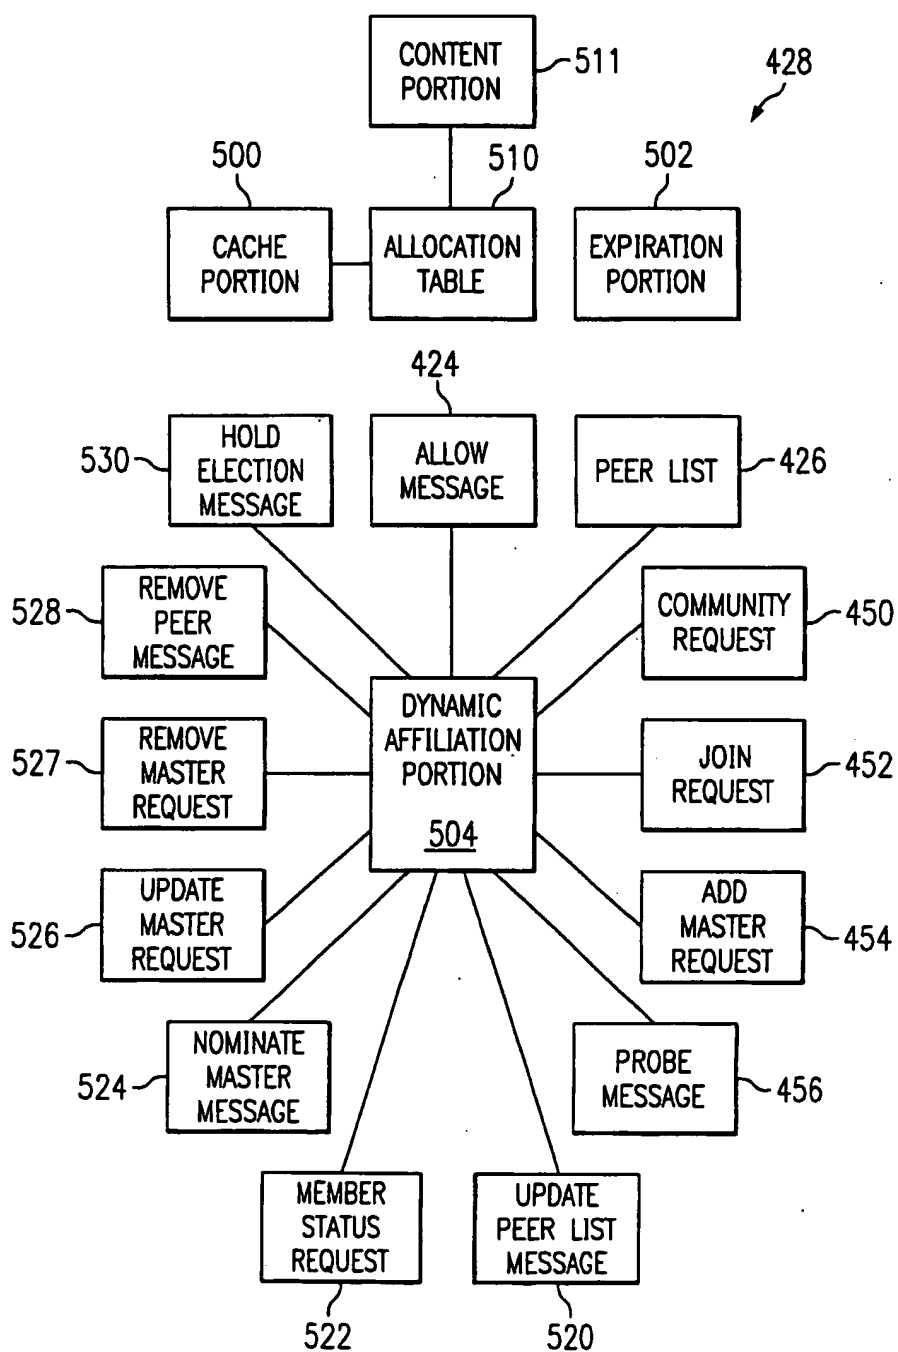 CONTENT
PORTION
511
428
500
510
502
CACHE
PORTION
ALLOCATION
TABLE
EXPIRATION
PORTION
424
530
HOLD
ELECTION
MESSAGE
ALLOW
MESSAGE
PEER LIST
426
528
REMOVE
PEER
MESSAGE
COMMUNITY
REQUEST
450
DYNAMIC
AFFILIATION
PORTION
504
527
REMOVE
MASTER
REQUEST
JOIN
REQUEST
452
526
UPDATE
MASTER
REQUEST
ADD
MASTER
REQUEST
454
524
NOMINATE
MASTER
MESSAGE
PROBE
MESSAGE
456
MEMBER
STATUS
REQUEST
UPDATE
PEER LIST
MESSAGE
522
520